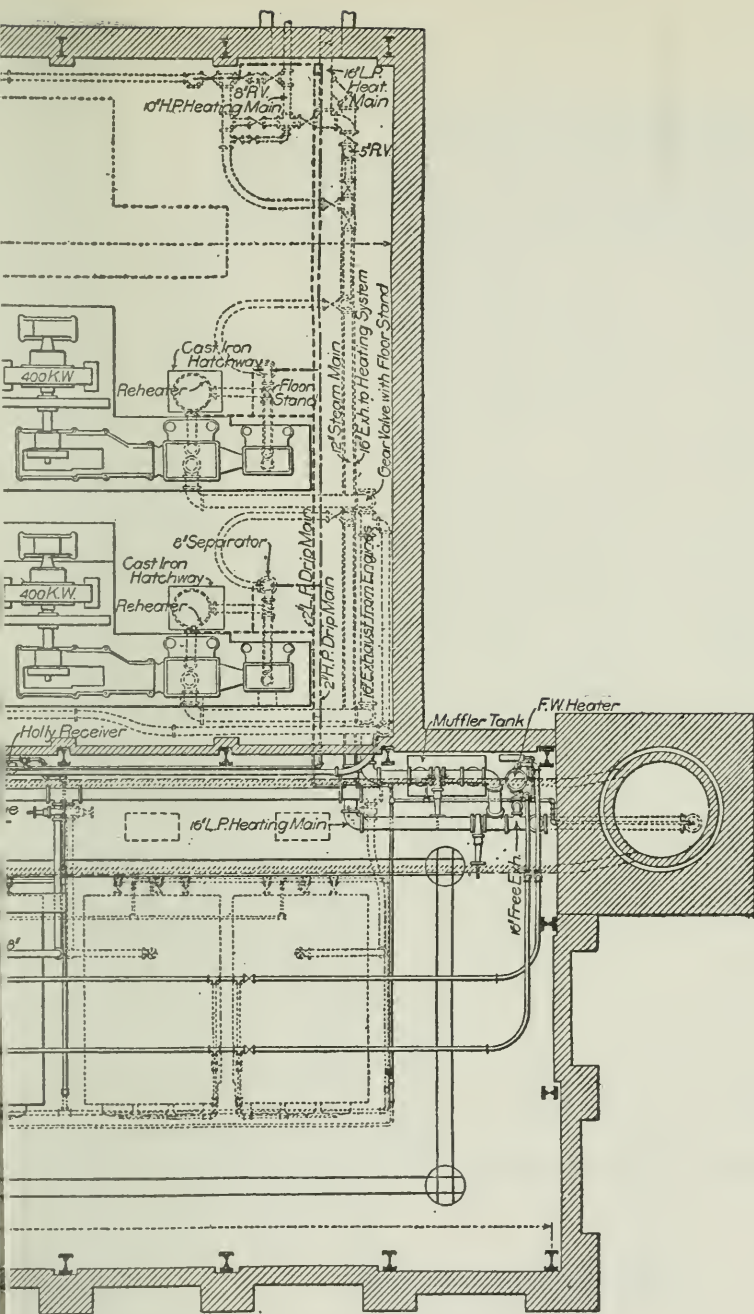 16"L.P.
Heat.
Main
8"R.V.
10"H.P. Heating Main
5"R.V.
Cast Iron
Hatchway
400 K.W.
Reheater
Floor
Stand
12" Steam Main
16" Exh. to Heating System
Gear Valve with Floor Stand
8" Separator
Cast Iron
Hatchway
400 K.W.
Reheater
2" L.P. Drip Main
2" H.P. Drip Main
16" Exhaust from Engines
F.W. Heater
Muffler Tank
Holly Receiver
ve
16" L.P. Heating Main
16" Free Exh.
8"